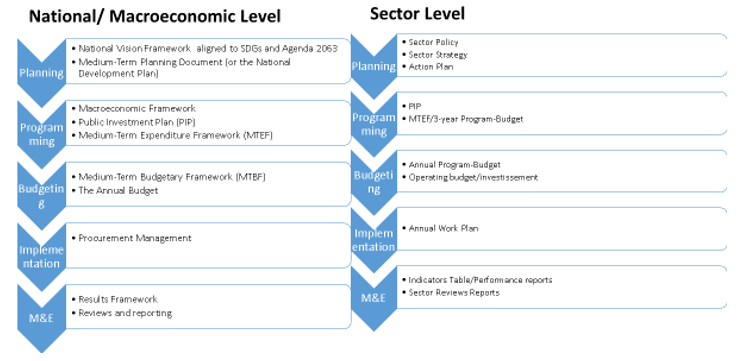 National/ Macroeconomic Level
Planning
• National Vision Framework aligned to SDGs and Agenda 2063
• Medium-Term Planning Document (or the National
Development Plan)
Program
ming
• Macroeconomic Framework
• Public Investment Plan (PIP)
• Medium-Term Expenditure Framework (MTEF)
Budgetin
g
• Medium-Term Budgetary Framework (MTBF)
• The Annual Budget
Impleme
ntation
• Procurement Management
M&E
• Results Framework
• Reviews and reporting
Sector Level
Planning
• Sector Policy
• Sector Strategy
• Action Plan
Program
ming
• PIP
• MTEF/3-year Program-Budget
Budgeti
ng
• Annual Program-Budget
• Operating budget/investissement
Implem
entation
• Annual Work Plan
M&E
• Indicators Table/Performance reports
• Sector Reviews Reports